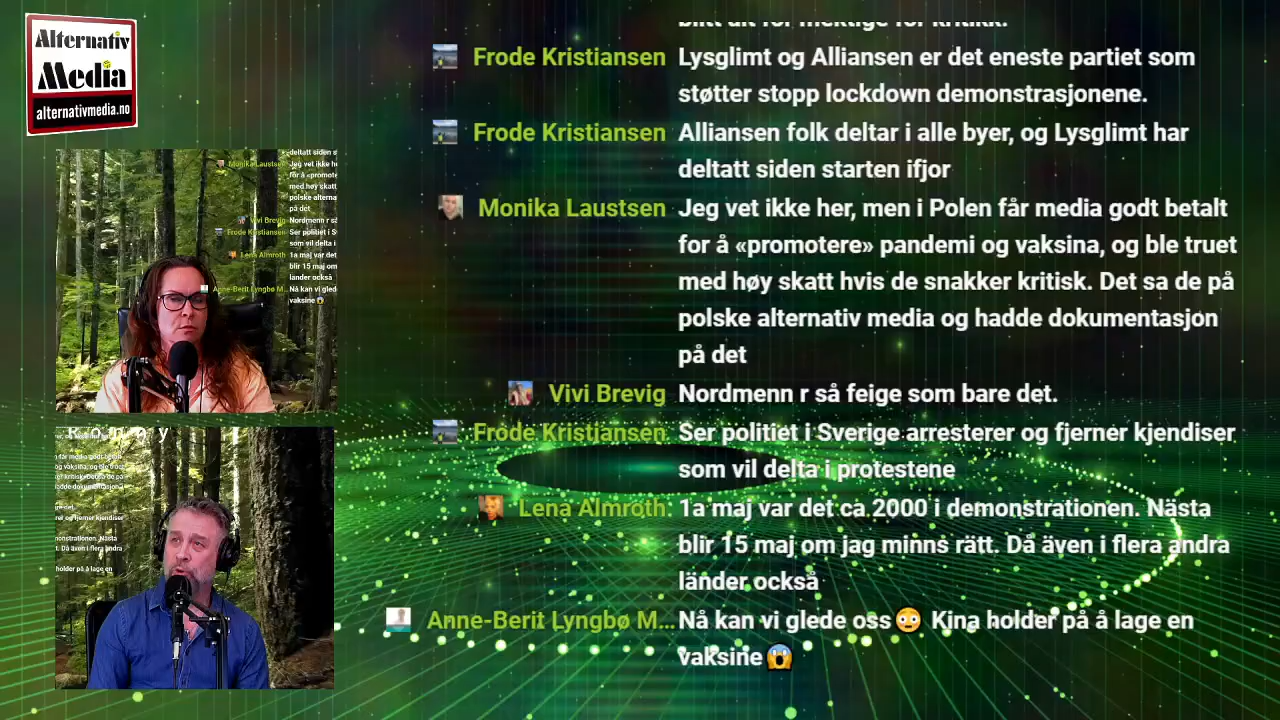 Alternativ
Media
alternativmedia.no
Frode Kristiansen Lysglimt og Alliansen er det eneste partiet som
støtter stopp lockdown demonstrasjonene.
Frode Kristiansen Alliansen folk deltar i alle byer, og Lysglimt har
deltatt siden starten ifjor
Monika Laustsen Jeg vet ikke her, men i Polen får media godt betalt
for å «promotere» pandemi og vaksina, og ble truet
med høy skatt hvis de snakker kritisk. Det sa de på
polske alternativ media og hadde dokumentasjon
på det
Vivi Brevig Nordmenn r så feige som bare det.
Frode Kristiansen Ser politiet i Sverige arresterer og fjerner kjendiser
som vil delta i protestene
Lena Almroth: 1a maj var det ca 2000 i demonstrationen. Nästa
blir 15 maj om jag minns rätt. Då även i flera andra
länder också
Anne-Berit Lyngbø M... Nå kan vi glede oss😳 Kina holder på å lage en
vaksine😱